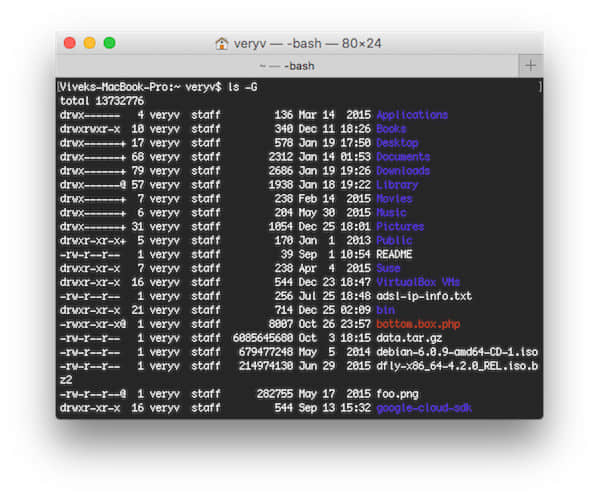 veryv — -bash — 80×24
~ — -bash
[Viveks-MacBook-Pro:~ veryv$ ls -G ]
total 13732776
drwx------ 4 veryv staff 136 Mar 14 2015 Applications
drwxrwxr-x 10 veryv staff 340 Dec 11 18:26 Books
drwx------+ 17 veryv staff 578 Jan 19 17:50 Desktop
drwx------+ 68 veryv staff 2312 Jan 14 01:53 Documents
drwx------+ 79 veryv staff 2686 Jan 19 19:26 Downloads
drwx------@ 57 veryv staff 1938 Jan 18 19:22 Library
drwx------+ 7 veryv staff 238 Feb 14 2015 Movies
drwx------+ 6 veryv staff 204 May 30 2015 Music
drwx------+ 31 veryv staff 1054 Dec 25 18:01 Pictures
drwxr-xr-x+ 5 veryv staff 170 Jan 1 2013 Public
-rw-r--r-- 1 veryv staff 39 Sep 1 10:54 README
drwxr-xr-x 7 veryv staff 238 Apr 4 2015 Suse
drwxr-xr-x 16 veryv staff 544 Dec 23 18:47 VirtualBox VMs
-rw-r--r-- 1 veryv staff 256 Jul 25 18:48 adsl-ip-info.txt
drwxr-xr-x 21 veryv staff 714 Dec 25 02:09 bin
-rwxr-xr-x@ 1 veryv staff 8807 Oct 26 23:57 bottom.box.php
-rw-r--r-- 1 veryv staff 6085645680 Oct 3 18:15 data.tar.gz
-rw-r--r-- 1 veryv staff 679477248 May 5 2014 debian-6.0.9-amd64-CD-1.iso
-rw-r--r-- 1 veryv staff 214974130 Jun 29 2015 dfly-x86_64-4.2.0_REL.iso.b
z2
-rw-r--r--@ 1 veryv staff 282755 May 17 2015 foo.png
drwxr-xr-x 16 veryv staff 544 Sep 13 15:32 google-cloud-sdk